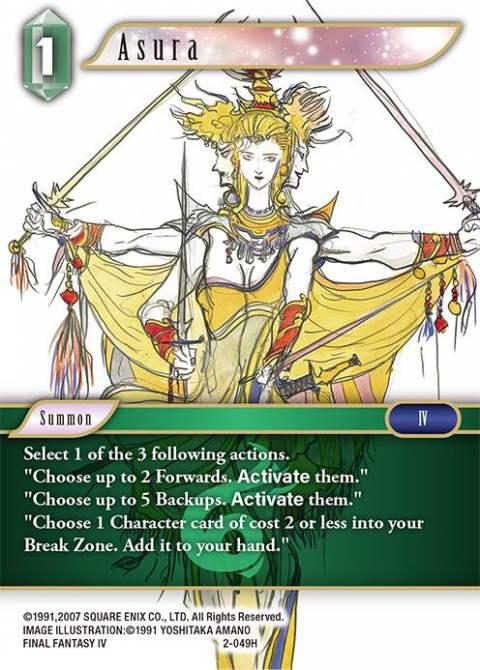 1
Asura
Summon
IV
Select 1 of the 3 following actions.
"Choose up to 2 Forwards. Activate them."
"Choose up to 5 Backups. Activate them."
"Choose 1 Character card of cost 2 or less into your
Break Zone. Add it to your hand."
©1991,2007 SQUARE ENIX CO., LTD. All Rights Reserved.
IMAGE ILLUSTRATION:©1991 YOSHITAKA AMANO
FINAL FANTASY IV 2-049H